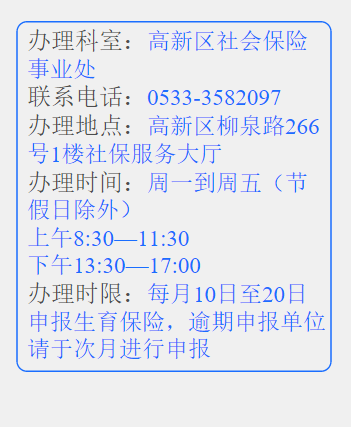 办理科室：高新区社会保险
事业处
联系电话：0533-3582097
办理地点：高新区柳泉路266
号1楼社保服务大厅
办理时间：周一到周五（节
假日除外）
上午8:30—11:30
下午13:30—17:00
办理时限：每月10日至20日
申报生育保险，逾期申报单位
请于次月进行申报